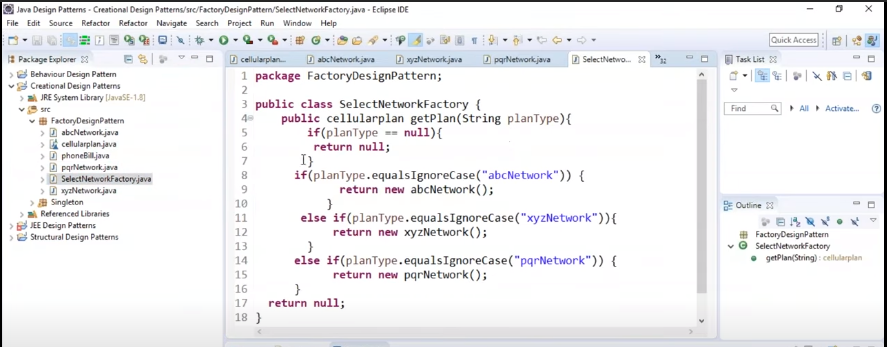 Java Design Patterns - Creational Design Patterns/src/FactoryDesignPattern/SelectNetworkFactory.java - Eclipse IDE
File Edit Source Refactor Refactor Navigate Search Project Run Window Help
Quick Access
Package Explorer
Behaviour Design Pattern
Creational Design Patterns
JRE System Library [JavaSE-1.8]
src
FactoryDesignPattern
abcNetwork.java
cellularplan.java
phoneBill.java
pqrNetwork.java
SelectNetworkFactory.java
xyzNetwork.java
Singleton
Referenced Libraries
JEE Design Patterns
Structural Design Patterns
cellularplan... abcNetwork.java xyzNetwork.java pqrNetwork.java SelectNetwo...
1 package FactoryDesignPattern;
2
3 public class SelectNetworkFactory {
4 public cellularplan getPlan(String planType){
5 if(planType == null){
6 return null;
7 }
8 if(planType.equalsIgnoreCase("abcNetwork")) {
9 return new abcNetwork();
10 }
11 else if(planType.equalsIgnoreCase("xyzNetwork")){
12 return new xyzNetwork();
13 }
14 else if(planType.equalsIgnoreCase("pqrNetwork")) {
15 return new pqrNetwork();
16 }
17 return null;
18 }
Task List
Find All Activate...
Outline
FactoryDesignPattern
SelectNetworkFactory
getPlan(String) : cellularplan